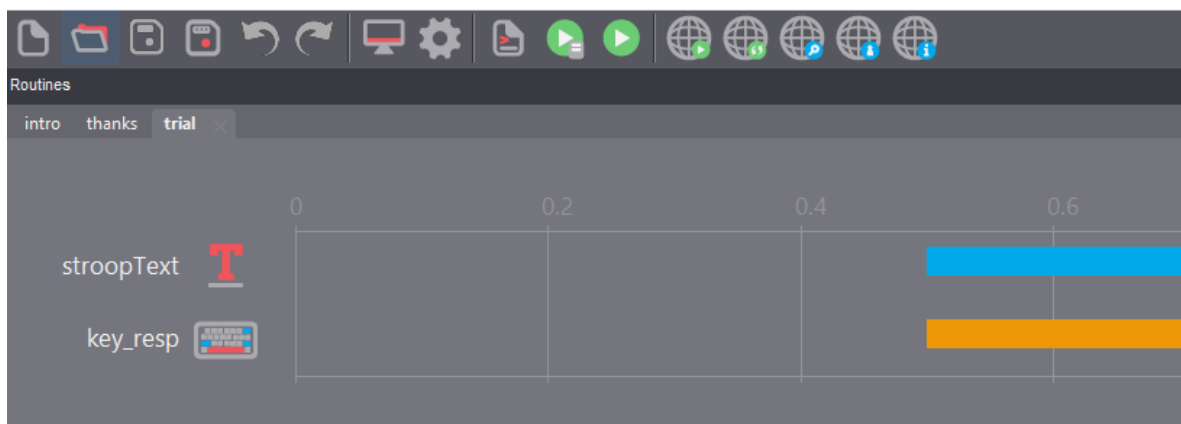 Routines
intro thanks trial
0 0.2 0.4 0.6
stroopText
key_resp